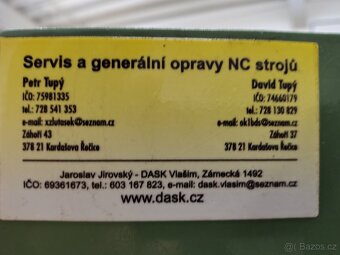 Servis a generální opravy NC strojů
Petr Tupý
IČO: 75981335
tel.: 728 541 353
e-mail: xzlutasek@seznam.cz
Záhoří 43
378 21 Kardašova Řečice
David Tupý
IČO: 74660179
tel.: 728 130 829
e-mail: ok1bds@seznam.cz
Záhoří 37
378 21 Kardašova Řečice
Jaroslav Jírovský - DASK Vlašim, Zámecká 1492
IČO: 69361673, tel.: 603 167 823, e-mail: dask.vlasim@seznam.cz
www.dask.cz
Bazoš.cz